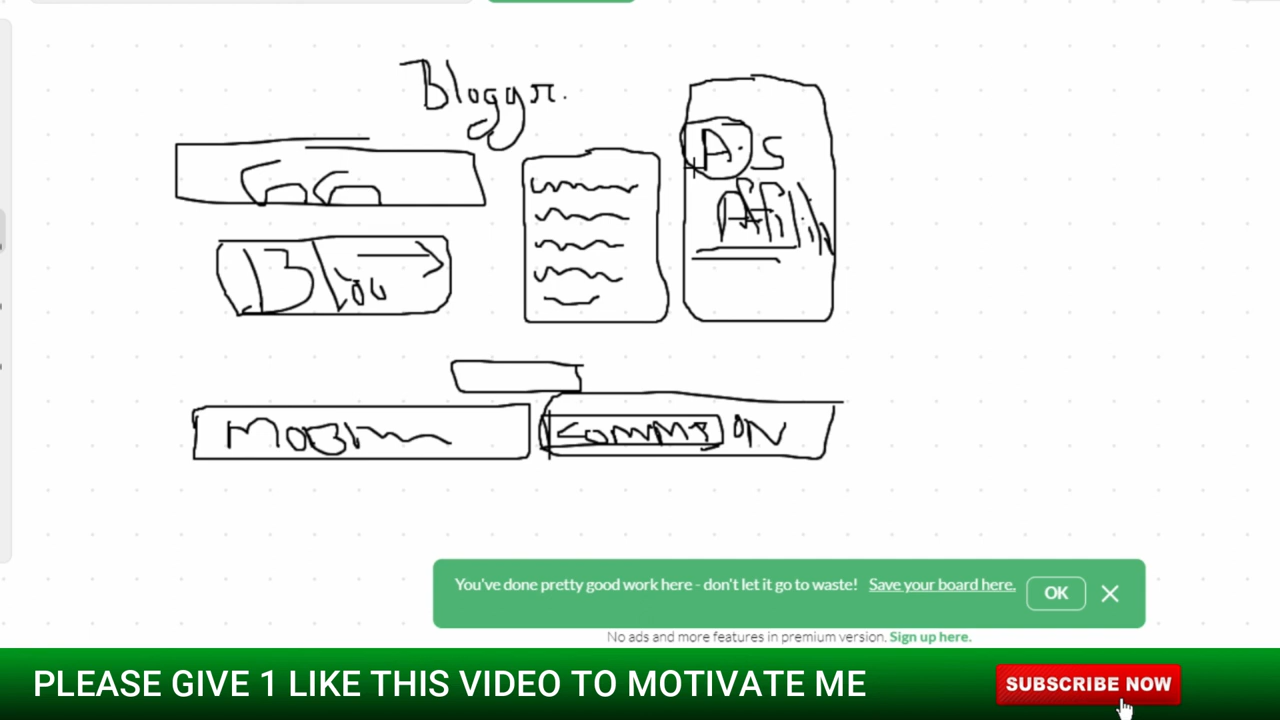 Bloggr.
A.S
COMMISION
You've done pretty good work here - don't let it go to waste! Save your board here. OK
No ads and more features in premium version. Sign up here.
PLEASE GIVE 1 LIKE THIS VIDEO TO MOTIVATE ME
SUBSCRIBE NOW